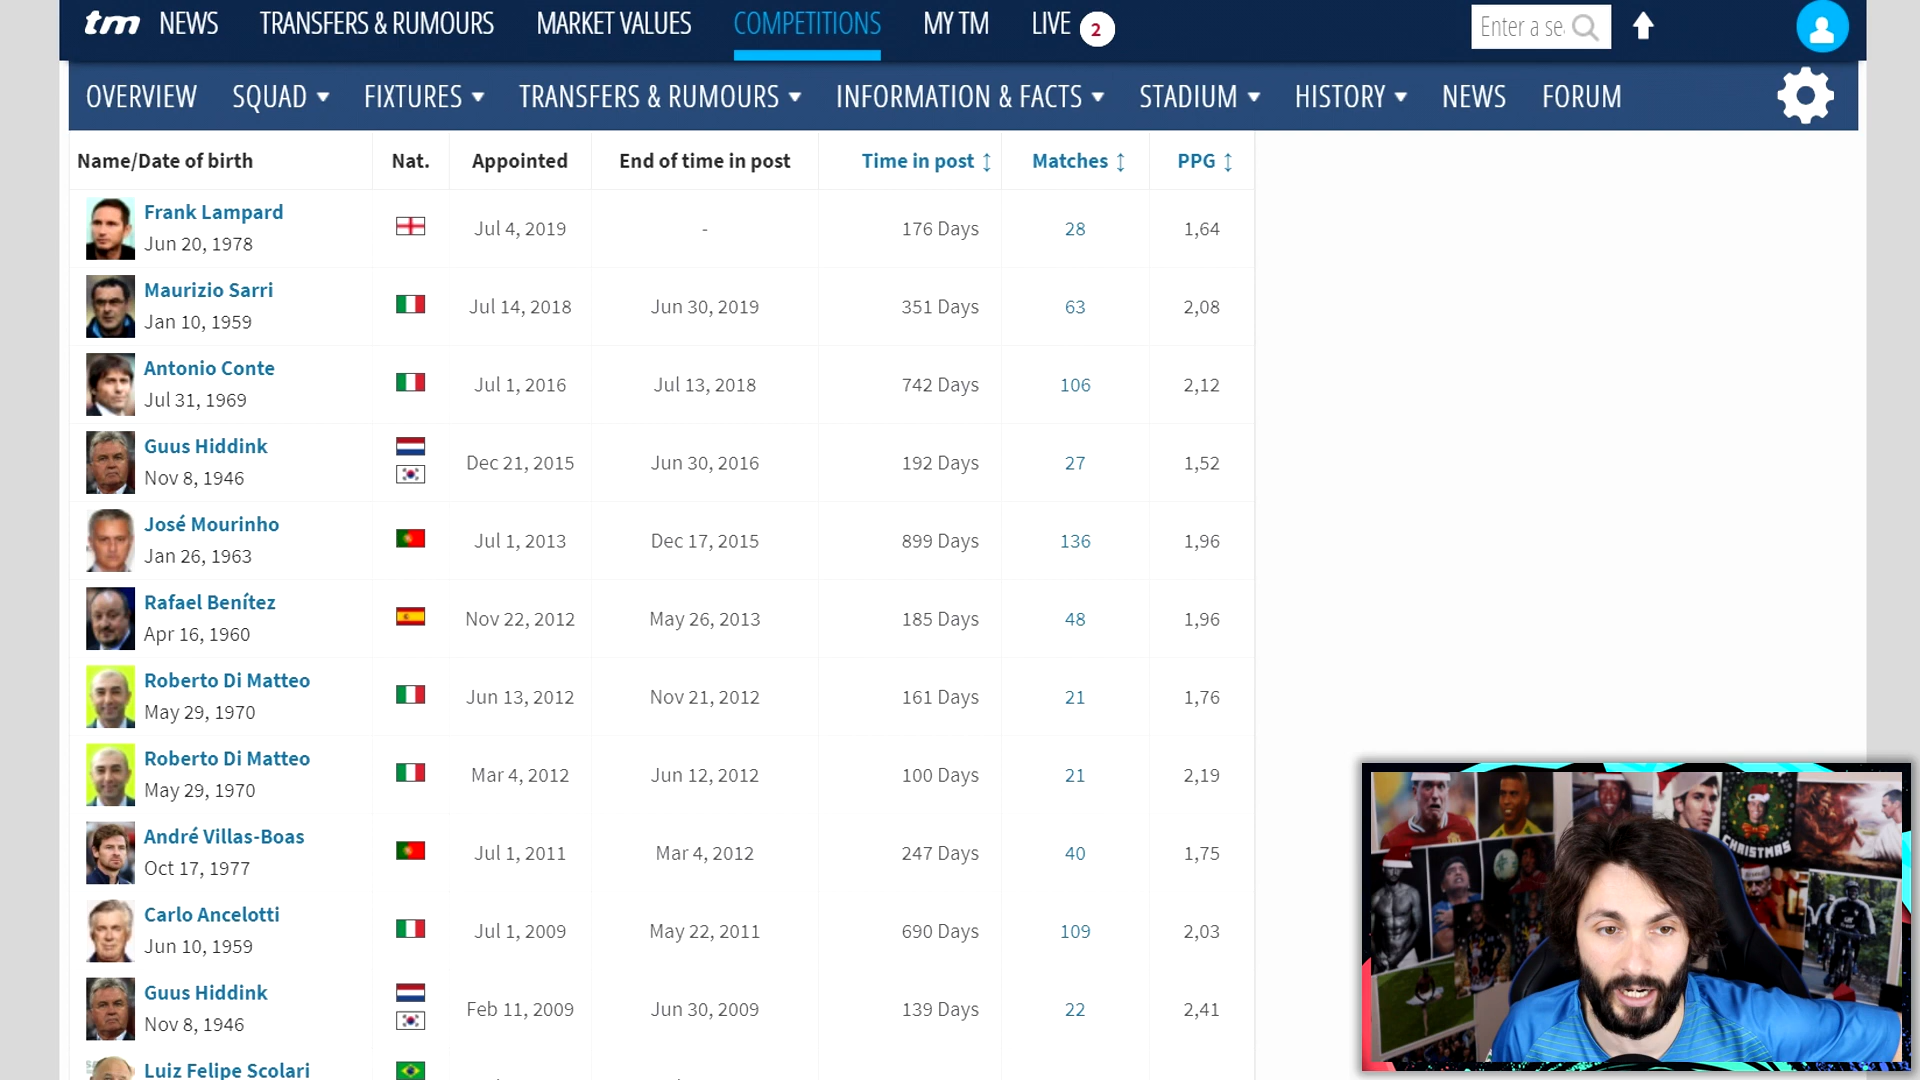 tm NEWS TRANSFERS & RUMOURS MARKET VALUES COMPETITIONS MY TM LIVE 2 Enter a se
OVERVIEW SQUAD FIXTURES TRANSFERS & RUMOURS INFORMATION & FACTS STADIUM HISTORY NEWS FORUM
Name/Date of birth Nat. Appointed End of time in post Time in post Matches PPG
Frank Lampard
Jun 20, 1978
Jul 4, 2019 - 176 Days 28 1,64
Maurizio Sarri
Jan 10, 1959
Jul 14, 2018 Jun 30, 2019 351 Days 63 2,08
Antonio Conte
Jul 31, 1969
Jul 1, 2016 Jul 13, 2018 742 Days 106 2,12
Guus Hiddink
Nov 8, 1946
Dec 21, 2015 Jun 30, 2016 192 Days 27 1,52
José Mourinho
Jan 26, 1963
Jul 1, 2013 Dec 17, 2015 899 Days 136 1,96
Rafael Benítez
Apr 16, 1960
Nov 22, 2012 May 26, 2013 185 Days 48 1,96
Roberto Di Matteo
May 29, 1970
Jun 13, 2012 Nov 21, 2012 161 Days 21 1,76
Roberto Di Matteo
May 29, 1970
Mar 4, 2012 Jun 12, 2012 100 Days 21 2,19
André Villas-Boas
Oct 17, 1977
Jul 1, 2011 Mar 4, 2012 247 Days 40 1,75
Carlo Ancelotti
Jun 10, 1959
Jul 1, 2009 May 22, 2011 690 Days 109 2,03
Guus Hiddink
Nov 8, 1946
Feb 11, 2009 Jun 30, 2009 139 Days 22 2,41
Luiz Felipe Scolari
CHRISTMAS